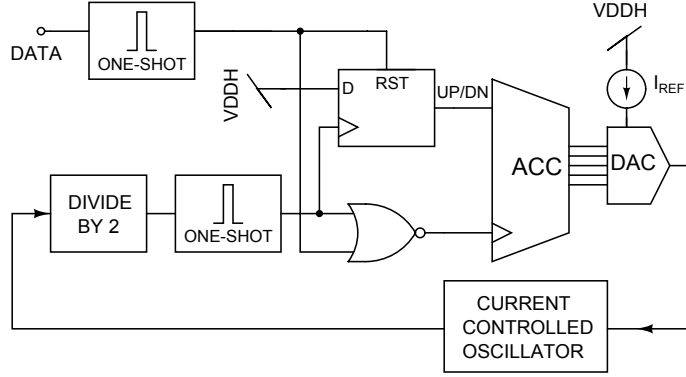 VDDH
DATA
ONE-SHOT
VDDH
D
RST
UP/DN
IREF
ACC
DAC
DIVIDE
BY 2
ONE-SHOT
CURRENT
CONTROLLED
OSCILLATOR